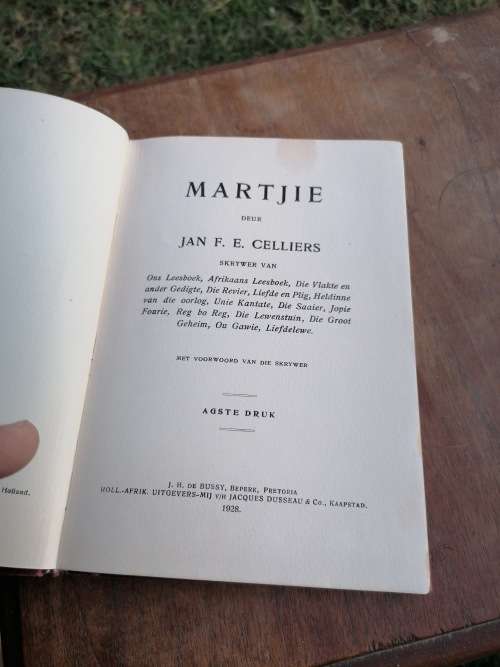 MARTJIE
DEUR
JAN F. E. CELLIERS
SKRYWER VAN
Ons Leesboek, Afrikaans Leesboek, Die Vlakte en
ander Gedigte, Die Revier, Liefde en Plig, Heldinne
van die oorlog, Unie Kantate, Die Saaier, Jopie
Fourie, Reg bo Reg, Die Lewenstuin, Die Groot
Geheim, Ou Gawie, Liefdelewe.
MET VOORWOORD VAN DIE SKRYWER
AGSTE DRUK
J. H. DE BUSSY, BEPERK, PRETORIA
HOLL.-AFRIK. UITGEVERS-MIJ V/H JACQUES DUSSEAU & Co., KAAPSTAD.
1928.
Holland.